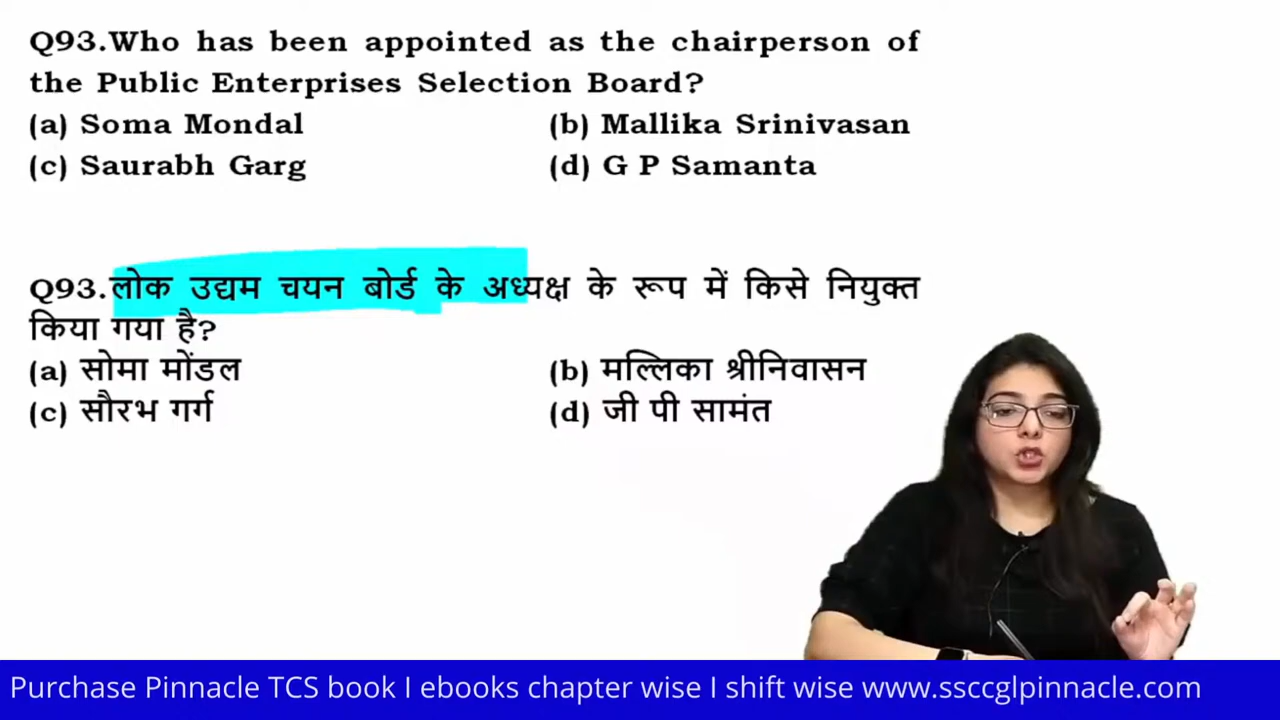 Q93.Who has been appointed as the chairperson of
the Public Enterprises Selection Board?
(a) Soma Mondal (b) Mallika Srinivasan
(c) Saurabh Garg (d) G P Samanta
Q93.लोक उद्यम चयन बोर्ड के अध्यक्ष के रूप में किसे नियुक्त
किया गया है?
(a) सोमा मोंडल (b) मल्लिका श्रीनिवासन
(c) सौरभ गर्ग (d) जी पी सामंत
Purchase Pinnacle TCS book I ebooks chapter wise I shift wise www.ssccglpinnacle.com